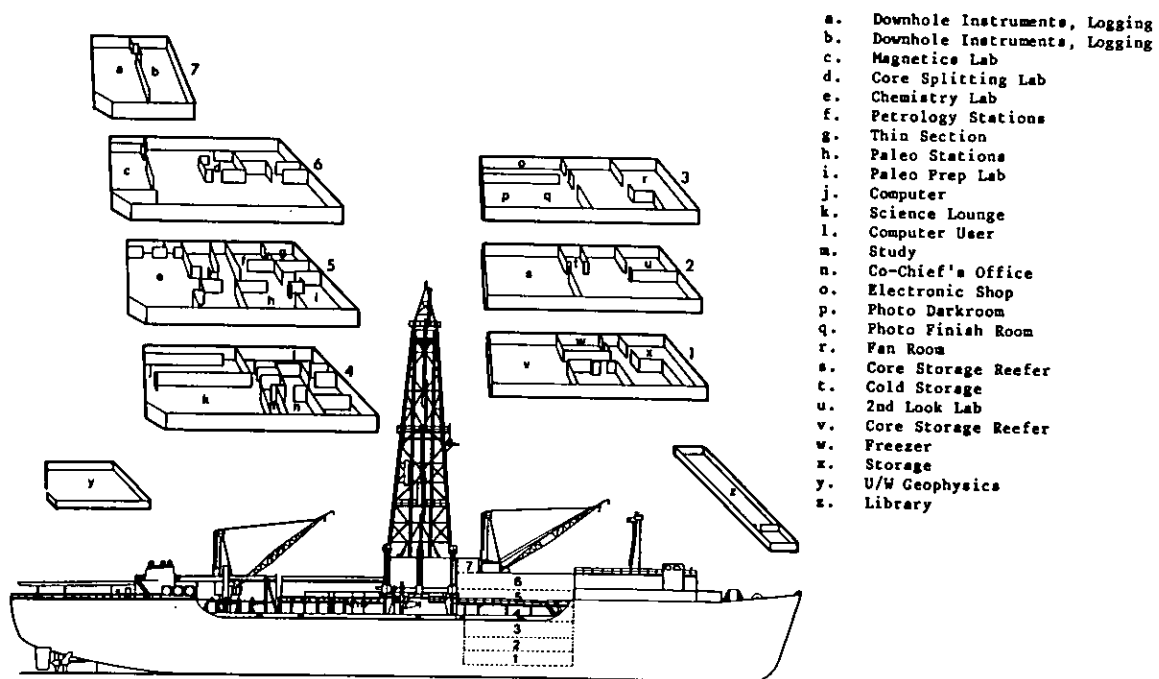 a. Downhole Instruments, Logging
b. Downhole Instruments, Logging
c. Magnetics Lab
d. Core Splitting Lab
e. Chemistry Lab
f. Petrology Stations
g. Thin Section
h. Paleo Stations
i. Paleo Prep Lab
j. Computer
k. Science Lounge
l. Computer User
m. Study
n. Co-Chief's Office
o. Electronic Shop
p. Photo Darkroom
q. Photo Finish Room
r. Fan Room
s. Core Storage Reefer
t. Cold Storage
u. 2nd Look Lab
v. Core Storage Reefer
w. Freezer
x. Storage
y. U/W Geophysics
z. Library
a b 7
c d 6
e f g h i 5
j k l m n 4
o p q r 3
s t u 2
v w x 1
y
z
7
6
5
4
3
2
1